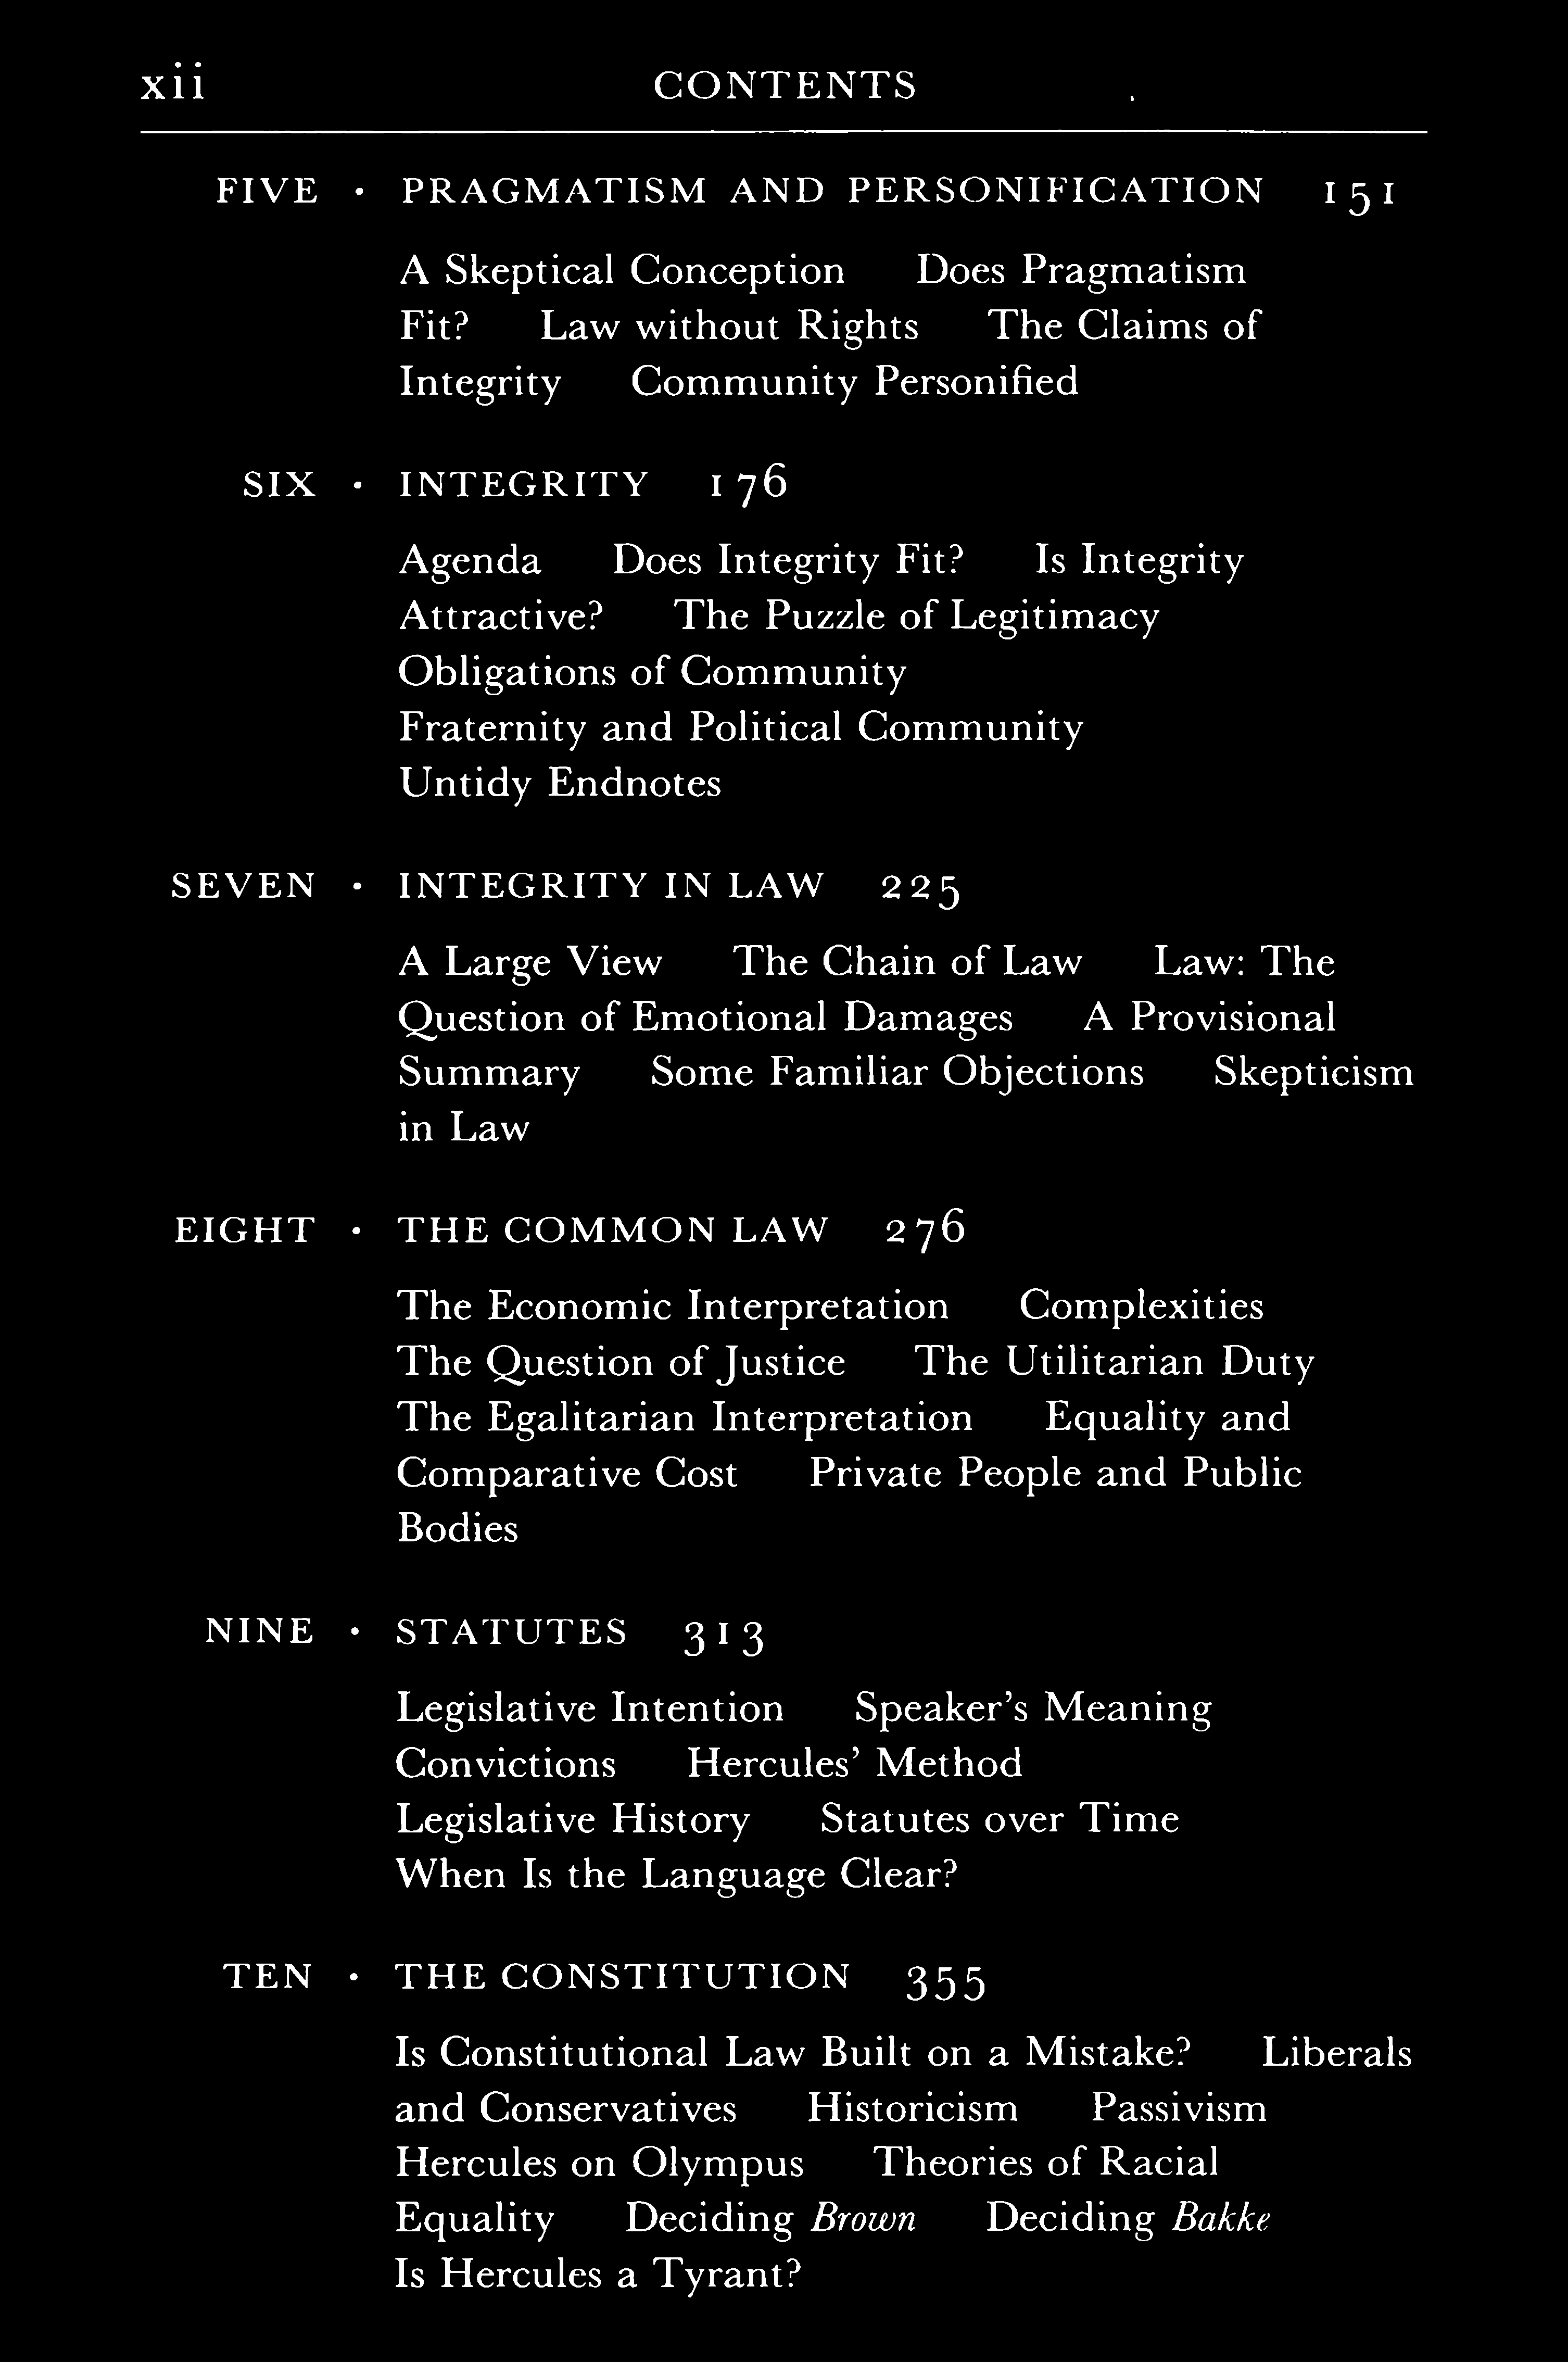 xii CONTENTS
FIVE • PRAGMATISM AND PERSONIFICATION 151
A Skeptical Conception Does Pragmatism
Fit? Law without Rights The Claims of
Integrity Community Personified
SIX • INTEGRITY 176
Agenda Does Integrity Fit? Is Integrity
Attractive? The Puzzle of Legitimacy
Obligations of Community
Fraternity and Political Community
Untidy Endnotes
SEVEN • INTEGRITY IN LAW 225
A Large View The Chain of Law Law: The
Question of Emotional Damages A Provisional
Summary Some Familiar Objections Skepticism
in Law
EIGHT • THE COMMON LAW 276
The Economic Interpretation Complexities
The Question of Justice The Utilitarian Duty
The Egalitarian Interpretation Equality and
Comparative Cost Private People and Public
Bodies
NINE • STATUTES 313
Legislative Intention Speaker's Meaning
Convictions Hercules' Method
Legislative History Statutes over Time
When Is the Language Clear?
TEN • THE CONSTITUTION 355
Is Constitutional Law Built on a Mistake? Liberals
and Conservatives Historicism Passivism
Hercules on Olympus Theories of Racial
Equality Deciding Brown Deciding Bakke
Is Hercules a Tyrant?